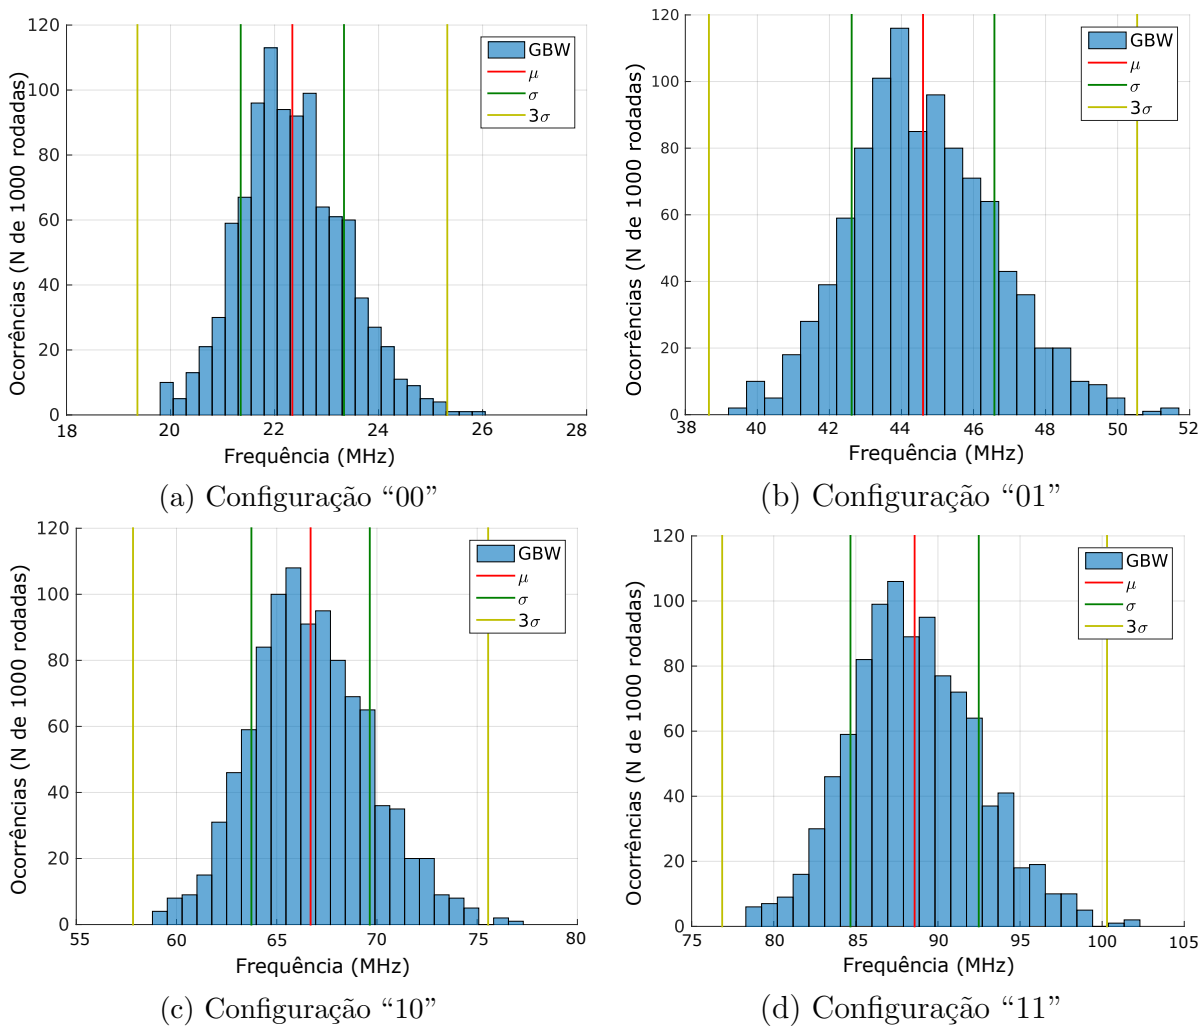 120
100
80
60
40
20
0
18
20
22
24
26
28
Ocorrências (N de 1000 rodadas)
Frequência (MHz)
GBW
μ
σ
3σ
(a) Configuração “00”
120
100
80
60
40
20
0
38
40
42
44
46
48
50
52
Ocorrências (N de 1000 rodadas)
Frequência (MHz)
GBW
μ
σ
3σ
(b) Configuração “01”
120
100
80
60
40
20
0
55
60
65
70
75
80
Ocorrências (N de 1000 rodadas)
Frequência (MHz)
GBW
μ
σ
3σ
(c) Configuração “10”
120
100
80
60
40
20
0
75
80
85
90
95
100
105
Ocorrências (N de 1000 rodadas)
Frequência (MHz)
GBW
μ
σ
3σ
(d) Configuração “11”